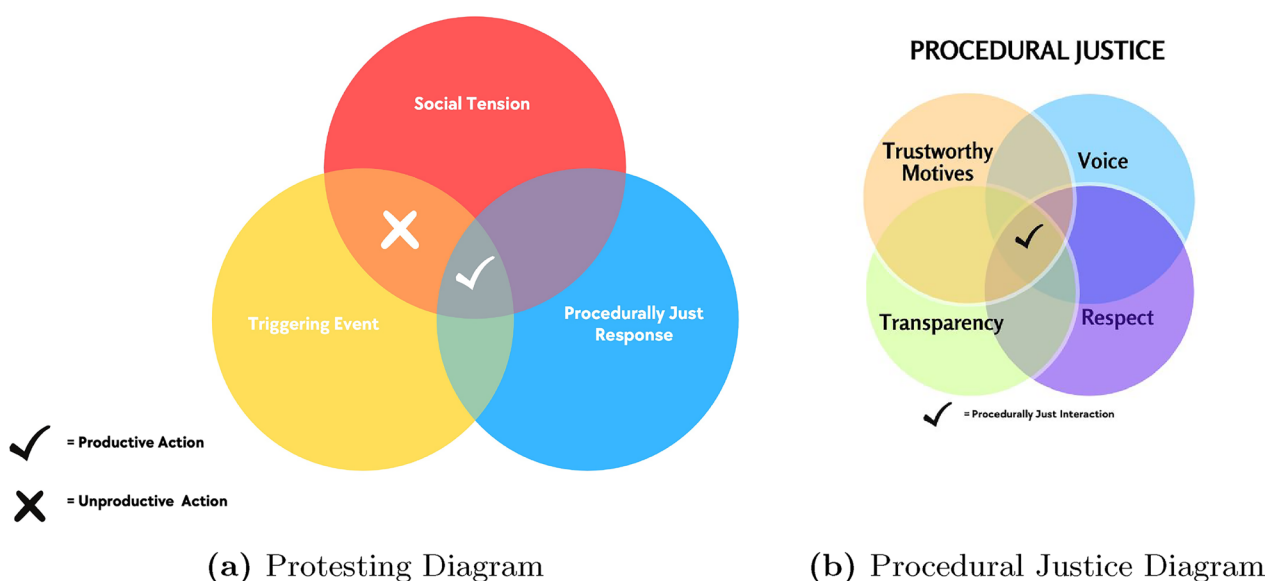 Social Tension
Triggering Event
Procedurally Just
Response
= Productive Action
= Unproductive Action
(a) Protesting Diagram
PROCEDURAL JUSTICE
Trustworthy
Motives
Voice
Transparency
Respect
= Procedurally Just Interaction
(b) Procedural Justice Diagram